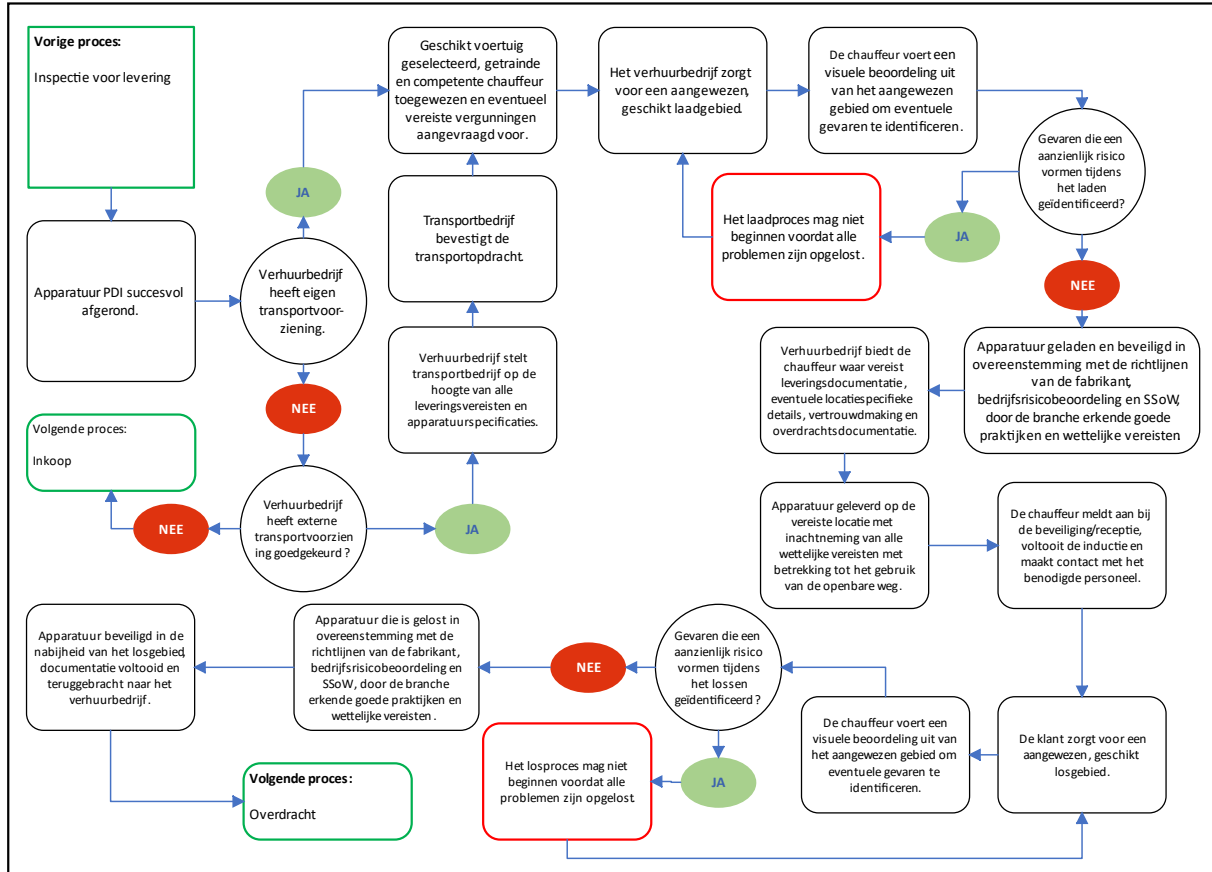 Vorige proces:
Inspectie voor levering
Apparatuur PDI succesvol
afgerond.
Verhuurbedrijf
heeft eigen
transportvoor-
ziening.
JA
NEE
Geschikt voertuig
geselecteerd, getrainde
en competente chauffeur
toegewezen en eventueel
vereiste vergunningen
aangevraagd voor.
Het verhuurbedrijf zorgt
voor een aangewezen,
geschikt laadgebied.
De chauffeur voert een
visuele beoordeling uit
van het aangewezen
gebied om eventuele
gevaren te identificeren.
Gevaren die een
aanzienlijk risico
vormen tijdens
het laden
geïdentificeerd?
JA
Het laadproces mag niet
beginnen voordat alle
problemen zijn opgelost.
NEE
Transportbedrijf
bevestigt de
transportopdracht.
Verhuurbedrijf stelt
transportbedrijf op de
hoogte van alle
leveringsvereisten en
apparatuurspecificaties.
Volgende proces:
Inkoop
NEE
Verhuurbedrijf
heeft externe
transportvoorzien
ing goedgekeurd?
JA
Verhuurbedrijf biedt de
chauffeur waar vereist
leveringsdocumentatie,
eventuele locatiespecifieke
details, vertrouwdmaking en
overdrachtsdocumentatie.
Apparatuur geladen en beveiligd in
overeenstemming met de richtlijnen
van de fabrikant,
bedrijfsrisicobeoordeling en SSoW,
door de branche erkende goede
praktijken en wettelijke vereisten
Apparatuur geleverd op de
vereiste locatie met
inachtneming van alle
wettelijke vereisten met
betrekking tot het gebruik
van de openbare weg.
De chauffeur meldt aan bij
de beveiliging/receptie,
voltooit de inductie en
maakt contact met het
benodigde personeel.
Apparatuur beveiligd in de
nabijheid van het losgebied,
documentatie voltooid en
teruggebracht naar het
verhuurbedrijf.
Apparatuur die is gelost in
overeenstemming met de
richtlijnen van de fabrikant,
bedrijfsrisicobeoordeling en
SSoW, door de branche
erkende goede praktijken en
wettelijke vereisten.
NEE
Gevaren die een
aanzienlijk risico
vormen tijdens
het lossen
geïdentificeerd?
De chauffeur voert een
visuele beoordeling uit van
het aangewezen gebied om
eventuele gevaren te
identificeren.
De klant zorgt voor een
aangewezen, geschikt
losgebied.
JA
Het losproces mag niet
beginnen voordat alle
problemen zijn opgelost.
Volgende proces:
Overdracht